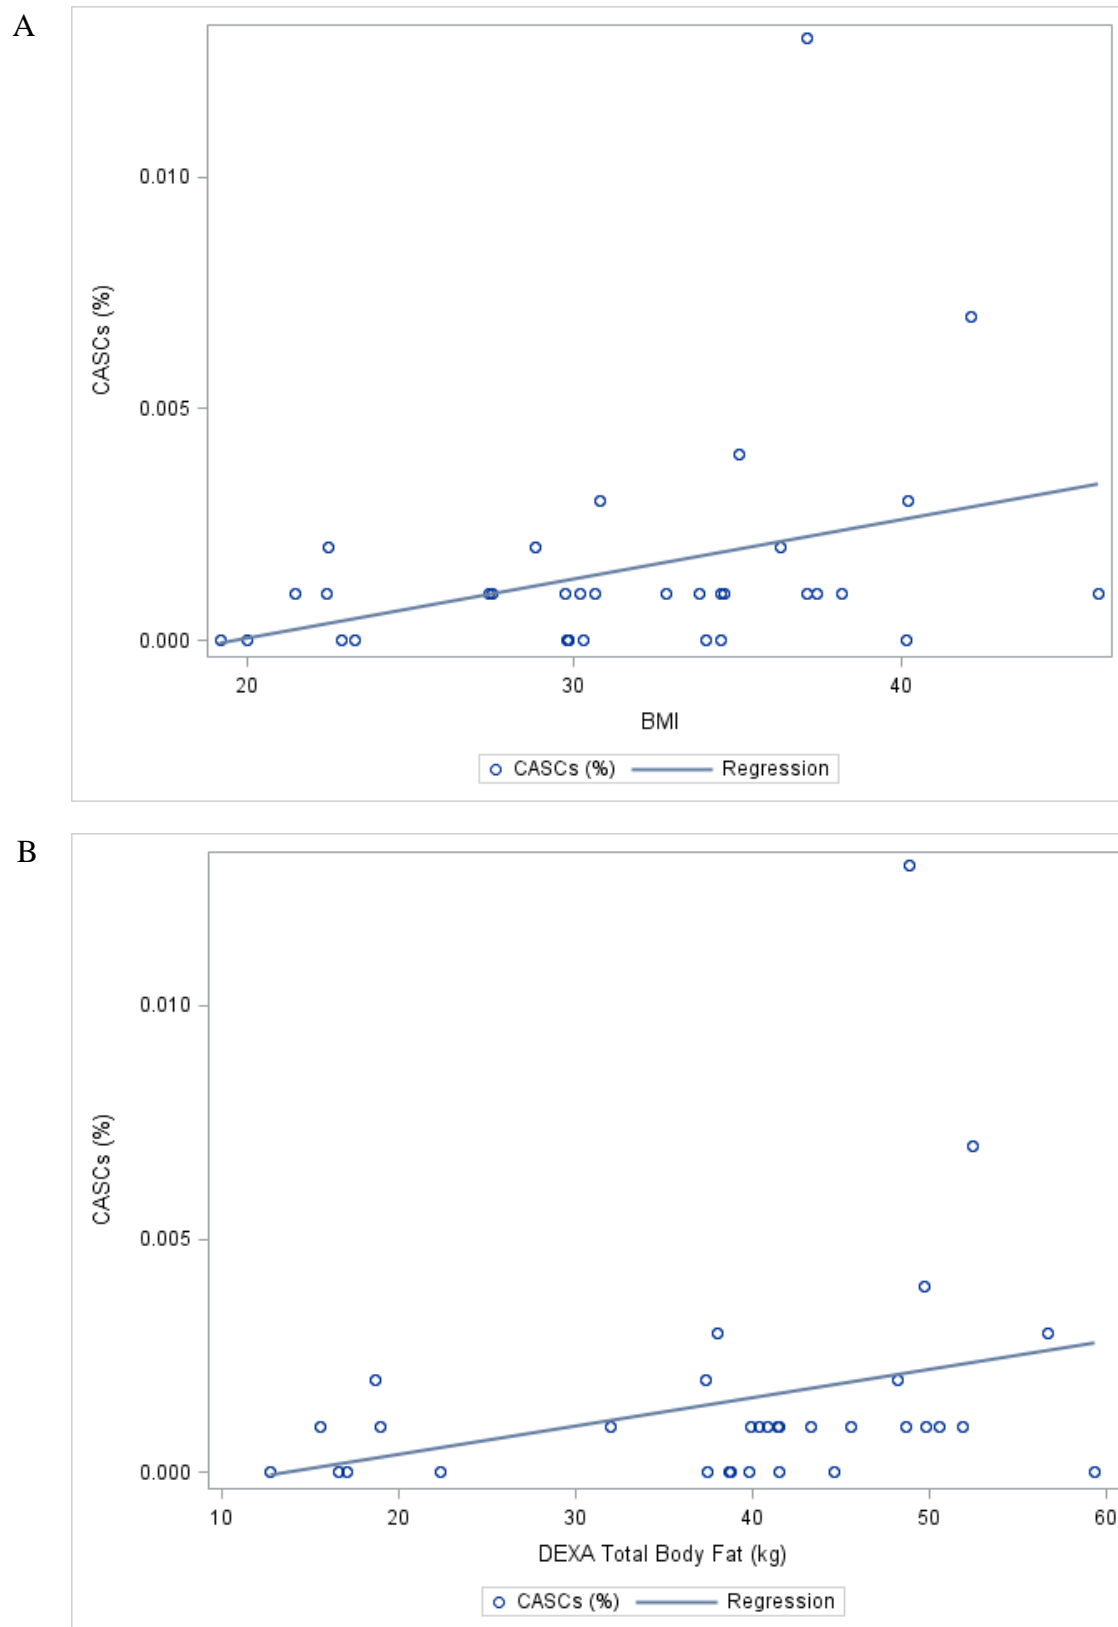 A
0.010
0.005
0.000
CASCs (%)
20 30 40
BMI
CASCs (%) Regression
B
0.010
0.005
0.000
CASCs (%)
10 20 30 40 50 60
DEXA Total Body Fat (kg)
CASCs (%) Regression